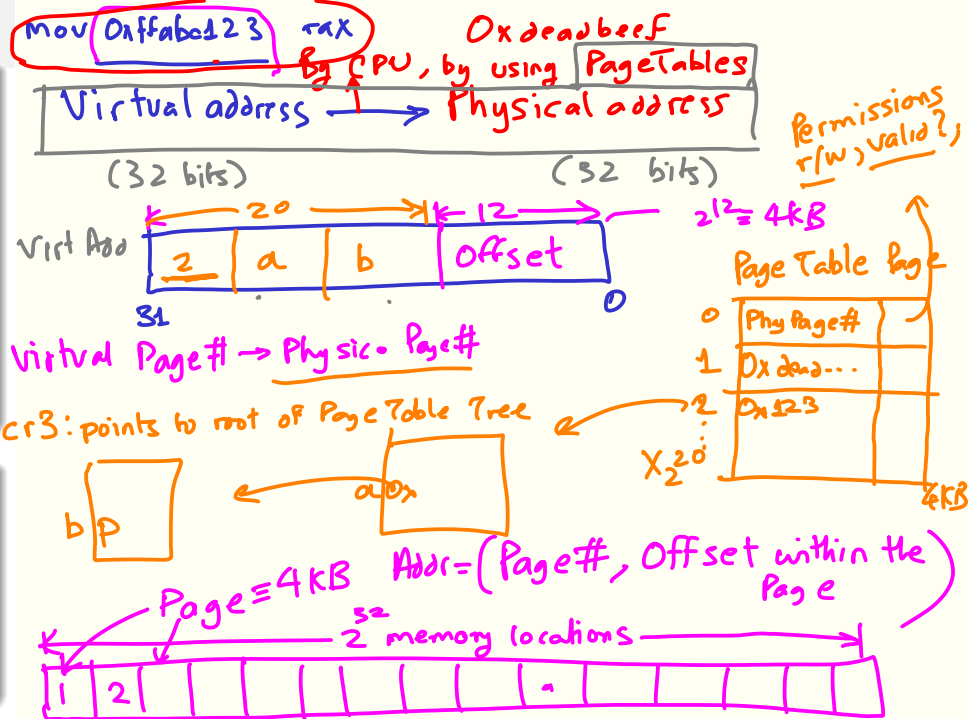 mov 0xffabc123 rax
0xdeadbeef
By CPU, by using PageTables
Virtual address → Physical address
(32 bits) (32 bits)
Permissions
r/w, valid?,
20 12 2^12 = 4kB
Virt Add 2 a b Offset
31 0
Page Table Page
0 Phy Page#
1 0x dead...
2 0x123
X 2^20
4KB
Virtual Page# → Physic. Page#
cr3: points to root of Page Table Tree
a 0x
b P
Page = 4KB
Addr = (Page#, Offset within the Page)
2^32 memory locations
1 2